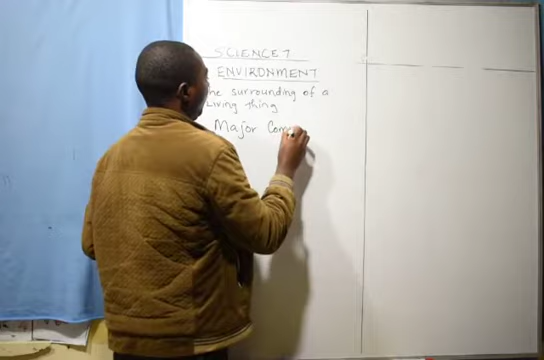 SCIENCE 7
ENVIRONMENT
he surrounding of a
Living thing
Major Com